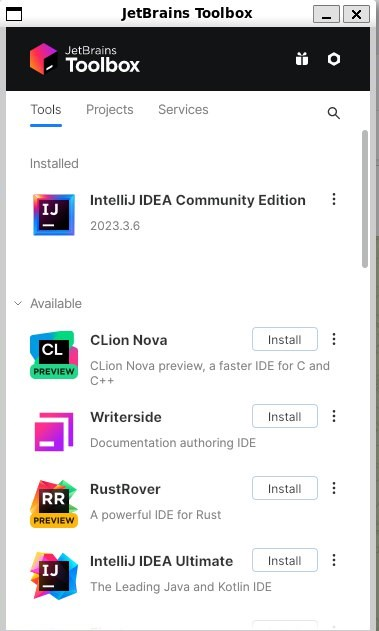 JetBrains Toolbox
JetBrains
Toolbox
Tools Projects Services
Installed
IJ
IntelliJ IDEA Community Edition
2023.3.6
Available
CL
PREVIEW
CLion Nova
Install
CLion Nova preview, a faster IDE for C and
C++
Writerside
Install
Documentation authoring IDE
RR
PREVIEW
RustRover
Install
A powerful IDE for Rust
IJ
IntelliJ IDEA Ultimate
Install
The Leading Java and Kotlin IDE